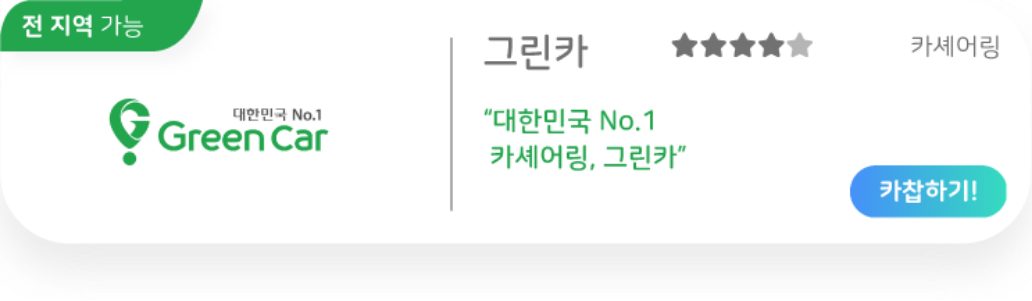 전 지역 가능
대한민국 No.1
Green Car
그린카
카셰어링
“대한민국 No.1
카셰어링, 그린카”
카찹하기!